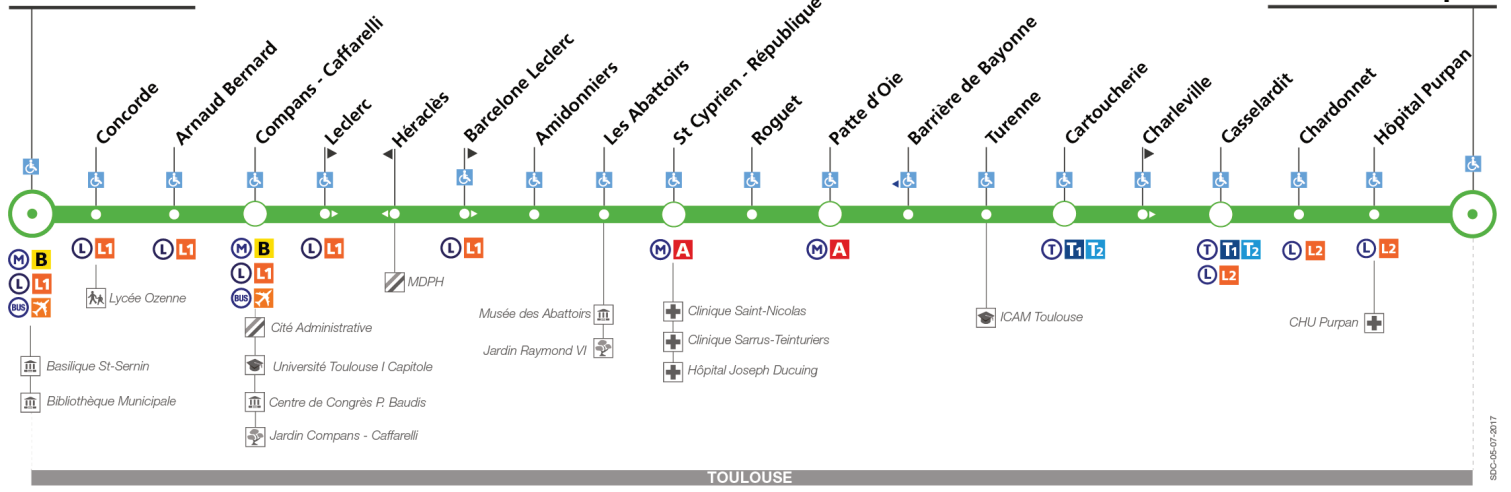 Concorde
Arnaud Bernard
Compans - Caffarelli
Leclerc
Héraclès
Barcelone Leclerc
Amidonniers
Les Abattoirs
St Cyprien - République
Roguet
Patte d'Oie
Barrière de Bayonne
Turenne
Cartoucherie
Charleville
Casselardit
Chardonnet
Hôpital Purpan
M B
L L1
BUS
L L1
L L1
M B
L L1
BUS
L L1
L L1
M A
M A
T T1 T2
T T1 T2
L L2
L L2
L L2
Lycée Ozenne
MDPH
Cité Administrative
Université Toulouse I Capitole
Centre de Congrès P. Baudis
Jardin Compans - Caffarelli
Basilique St-Sernin
Bibliothèque Municipale
Musée des Abattoirs
Jardin Raymond VI
Clinique Saint-Nicolas
Clinique Sarrus-Teinturiers
Hôpital Joseph Ducuing
ICAM Toulouse
CHU Purpan
TOULOUSE
SDC-05-07-2017